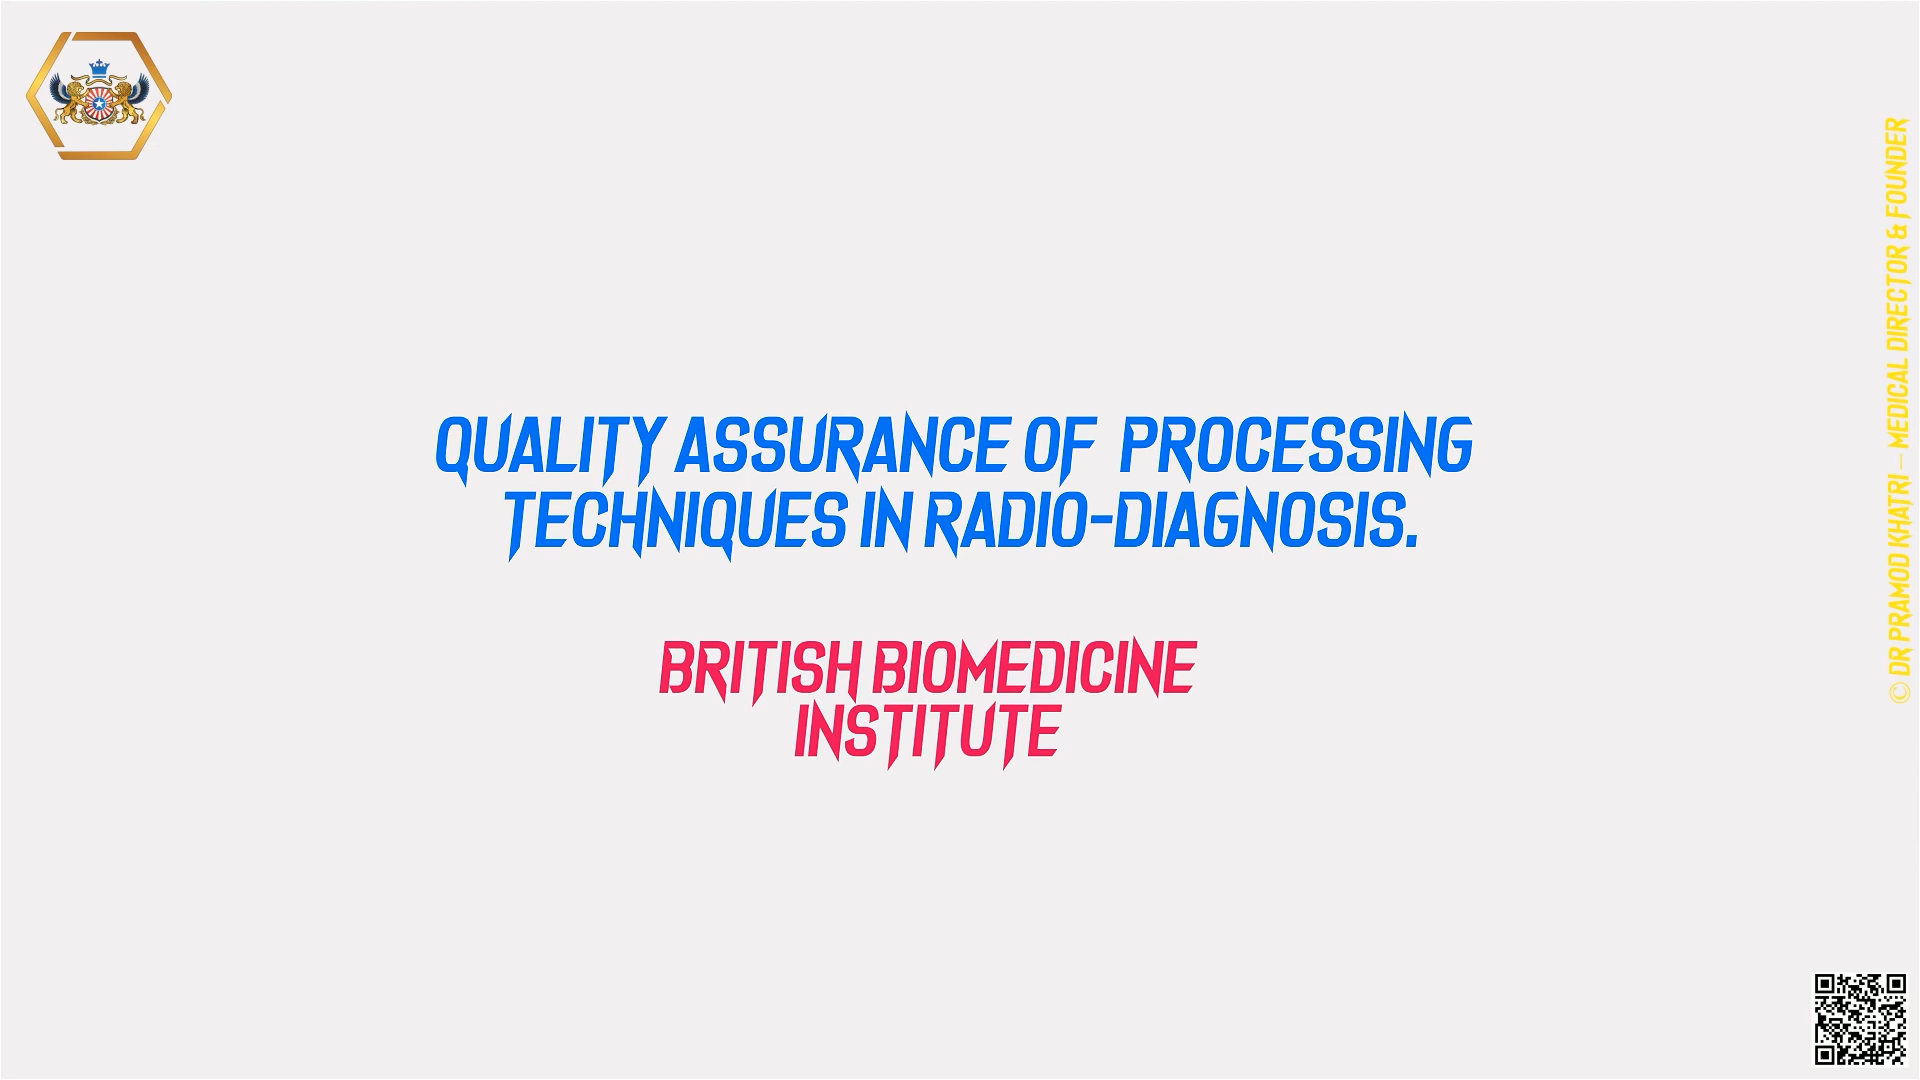 QUALITY ASSURANCE OF PROCESSING
TECHNIQUES IN RADIO-DIAGNOSIS.
BRITISH BIOMEDICINE
INSTITUTE
© DR PRAMOD KHATRI – MEDICAL DIRECTOR & FOUNDER